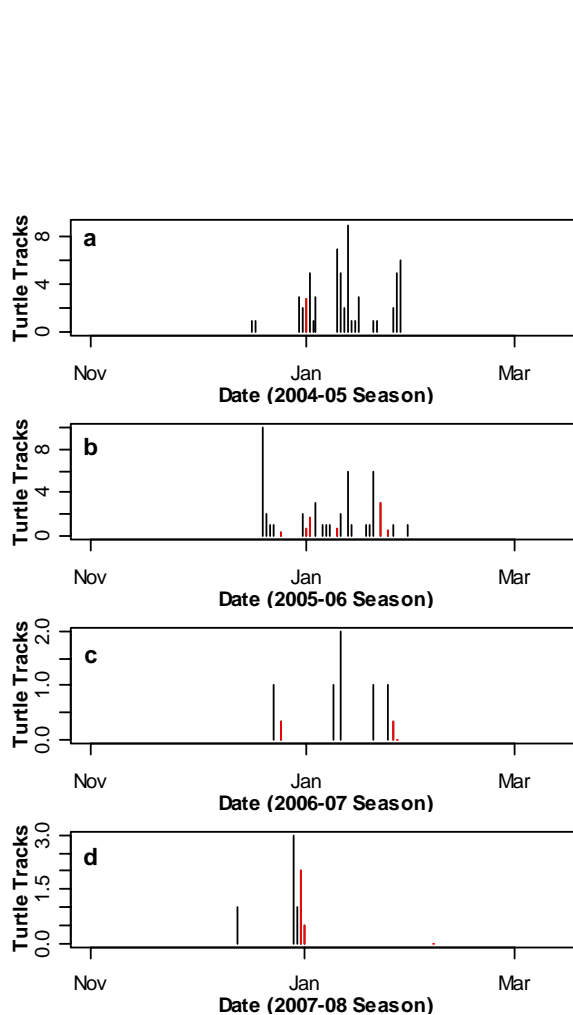 a
Turtle Tracks
8
4
0
Nov Jan Mar
Date (2004-05 Season)
b
Turtle Tracks
8
4
0
Nov Jan Mar
Date (2005-06 Season)
c
Turtle Tracks
2.0
1.0
0.0
Nov Jan Mar
Date (2006-07 Season)
d
Turtle Tracks
3.0
1.5
0.0
Nov Jan Mar
Date (2007-08 Season)